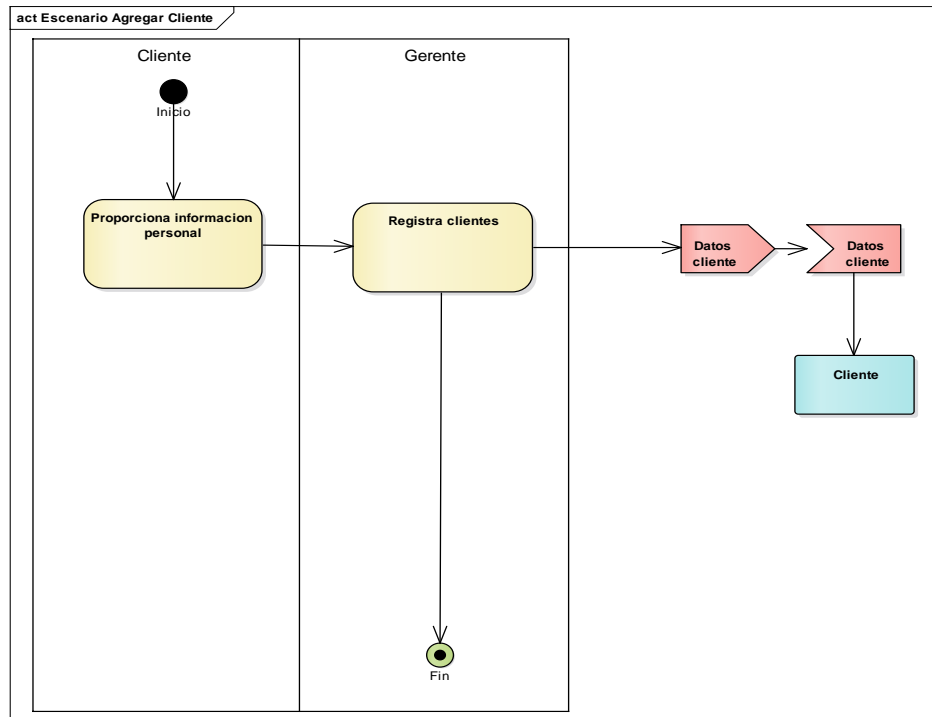 act Escenario Agregar Cliente
Cliente
Gerente
Inicio
Proporciona informacion
personal
Registra clientes
Datos
cliente
Datos
cliente
Cliente
Fin